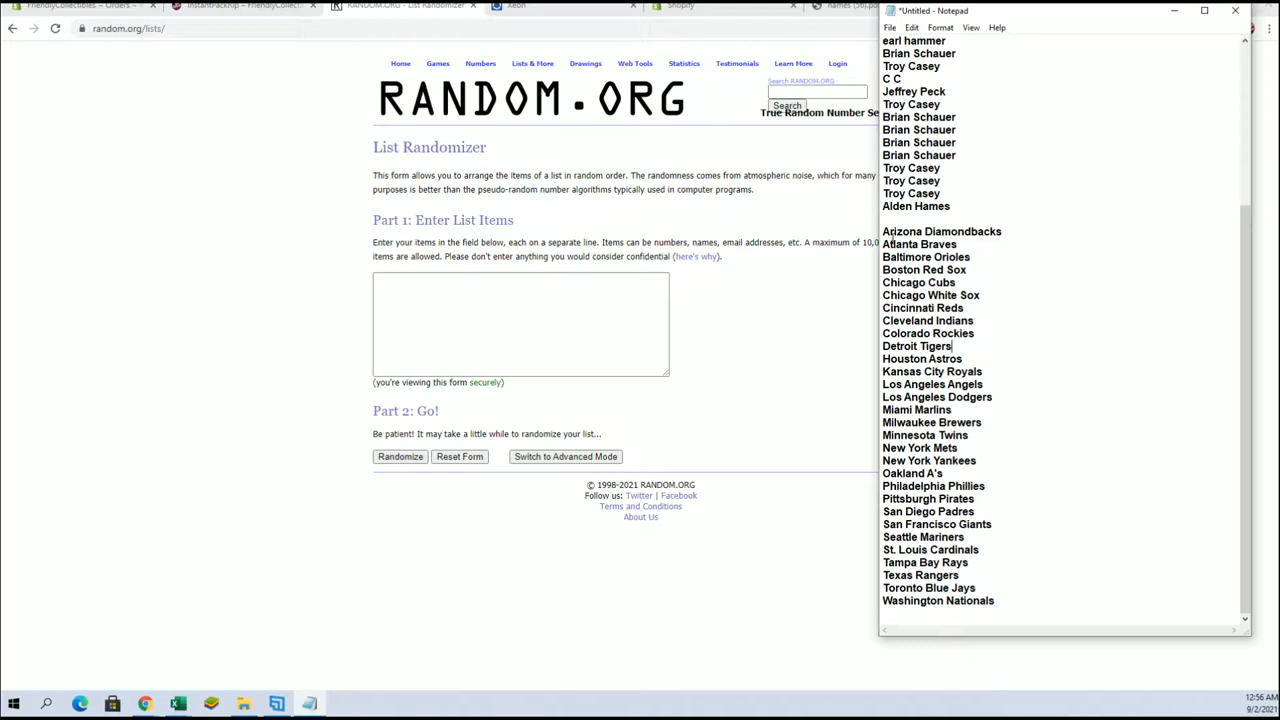 FriendlyCollectibles ~ Orders ~
InstantPackRip ~ FriendlyCollect
RANDOM.ORG - List Randomizer
Xeon
Shopify
random.org/lists/
Home
Games
Numbers
Lists & More
Drawings
Web Tools
Statistics
Testimonials
Learn More
Login
RANDOM.ORG
Search RANDOM.ORG
Search
True Random Number Se
List Randomizer
This form allows you to arrange the items of a list in random order. The randomness comes from atmospheric noise, which for many
purposes is better than the pseudo-random number algorithms typically used in computer programs.
Part 1: Enter List Items
Enter your items in the field below, each on a separate line. Items can be numbers, names, email addresses, etc. A maximum of 10,0
items are allowed. Please don't enter anything you would consider confidential (here's why).
(you're viewing this form securely)
Part 2: Go!
Be patient! It may take a little while to randomize your list...
Randomize
Reset Form
Switch to Advanced Mode
© 1998-2021 RANDOM.ORG
Follow us: Twitter | Facebook
Terms and Conditions
About Us
*Untitled - Notepad
File
Edit
Format
View
Help
earl hammer
Brian Schauer
Troy Casey
C C
Jeffrey Peck
Troy Casey
Brian Schauer
Brian Schauer
Brian Schauer
Brian Schauer
Troy Casey
Troy Casey
Troy Casey
Alden Hames
Arizona Diamondbacks
Atlanta Braves
Baltimore Orioles
Boston Red Sox
Chicago Cubs
Chicago White Sox
Cincinnati Reds
Cleveland Indians
Colorado Rockies
Detroit Tigers
Houston Astros
Kansas City Royals
Los Angeles Angels
Los Angeles Dodgers
Miami Marlins
Milwaukee Brewers
Minnesota Twins
New York Mets
New York Yankees
Oakland A's
Philadelphia Phillies
Pittsburgh Pirates
San Diego Padres
San Francisco Giants
Seattle Mariners
St. Louis Cardinals
Tampa Bay Rays
Texas Rangers
Toronto Blue Jays
Washington Nationals
12:56 AM
9/2/2021